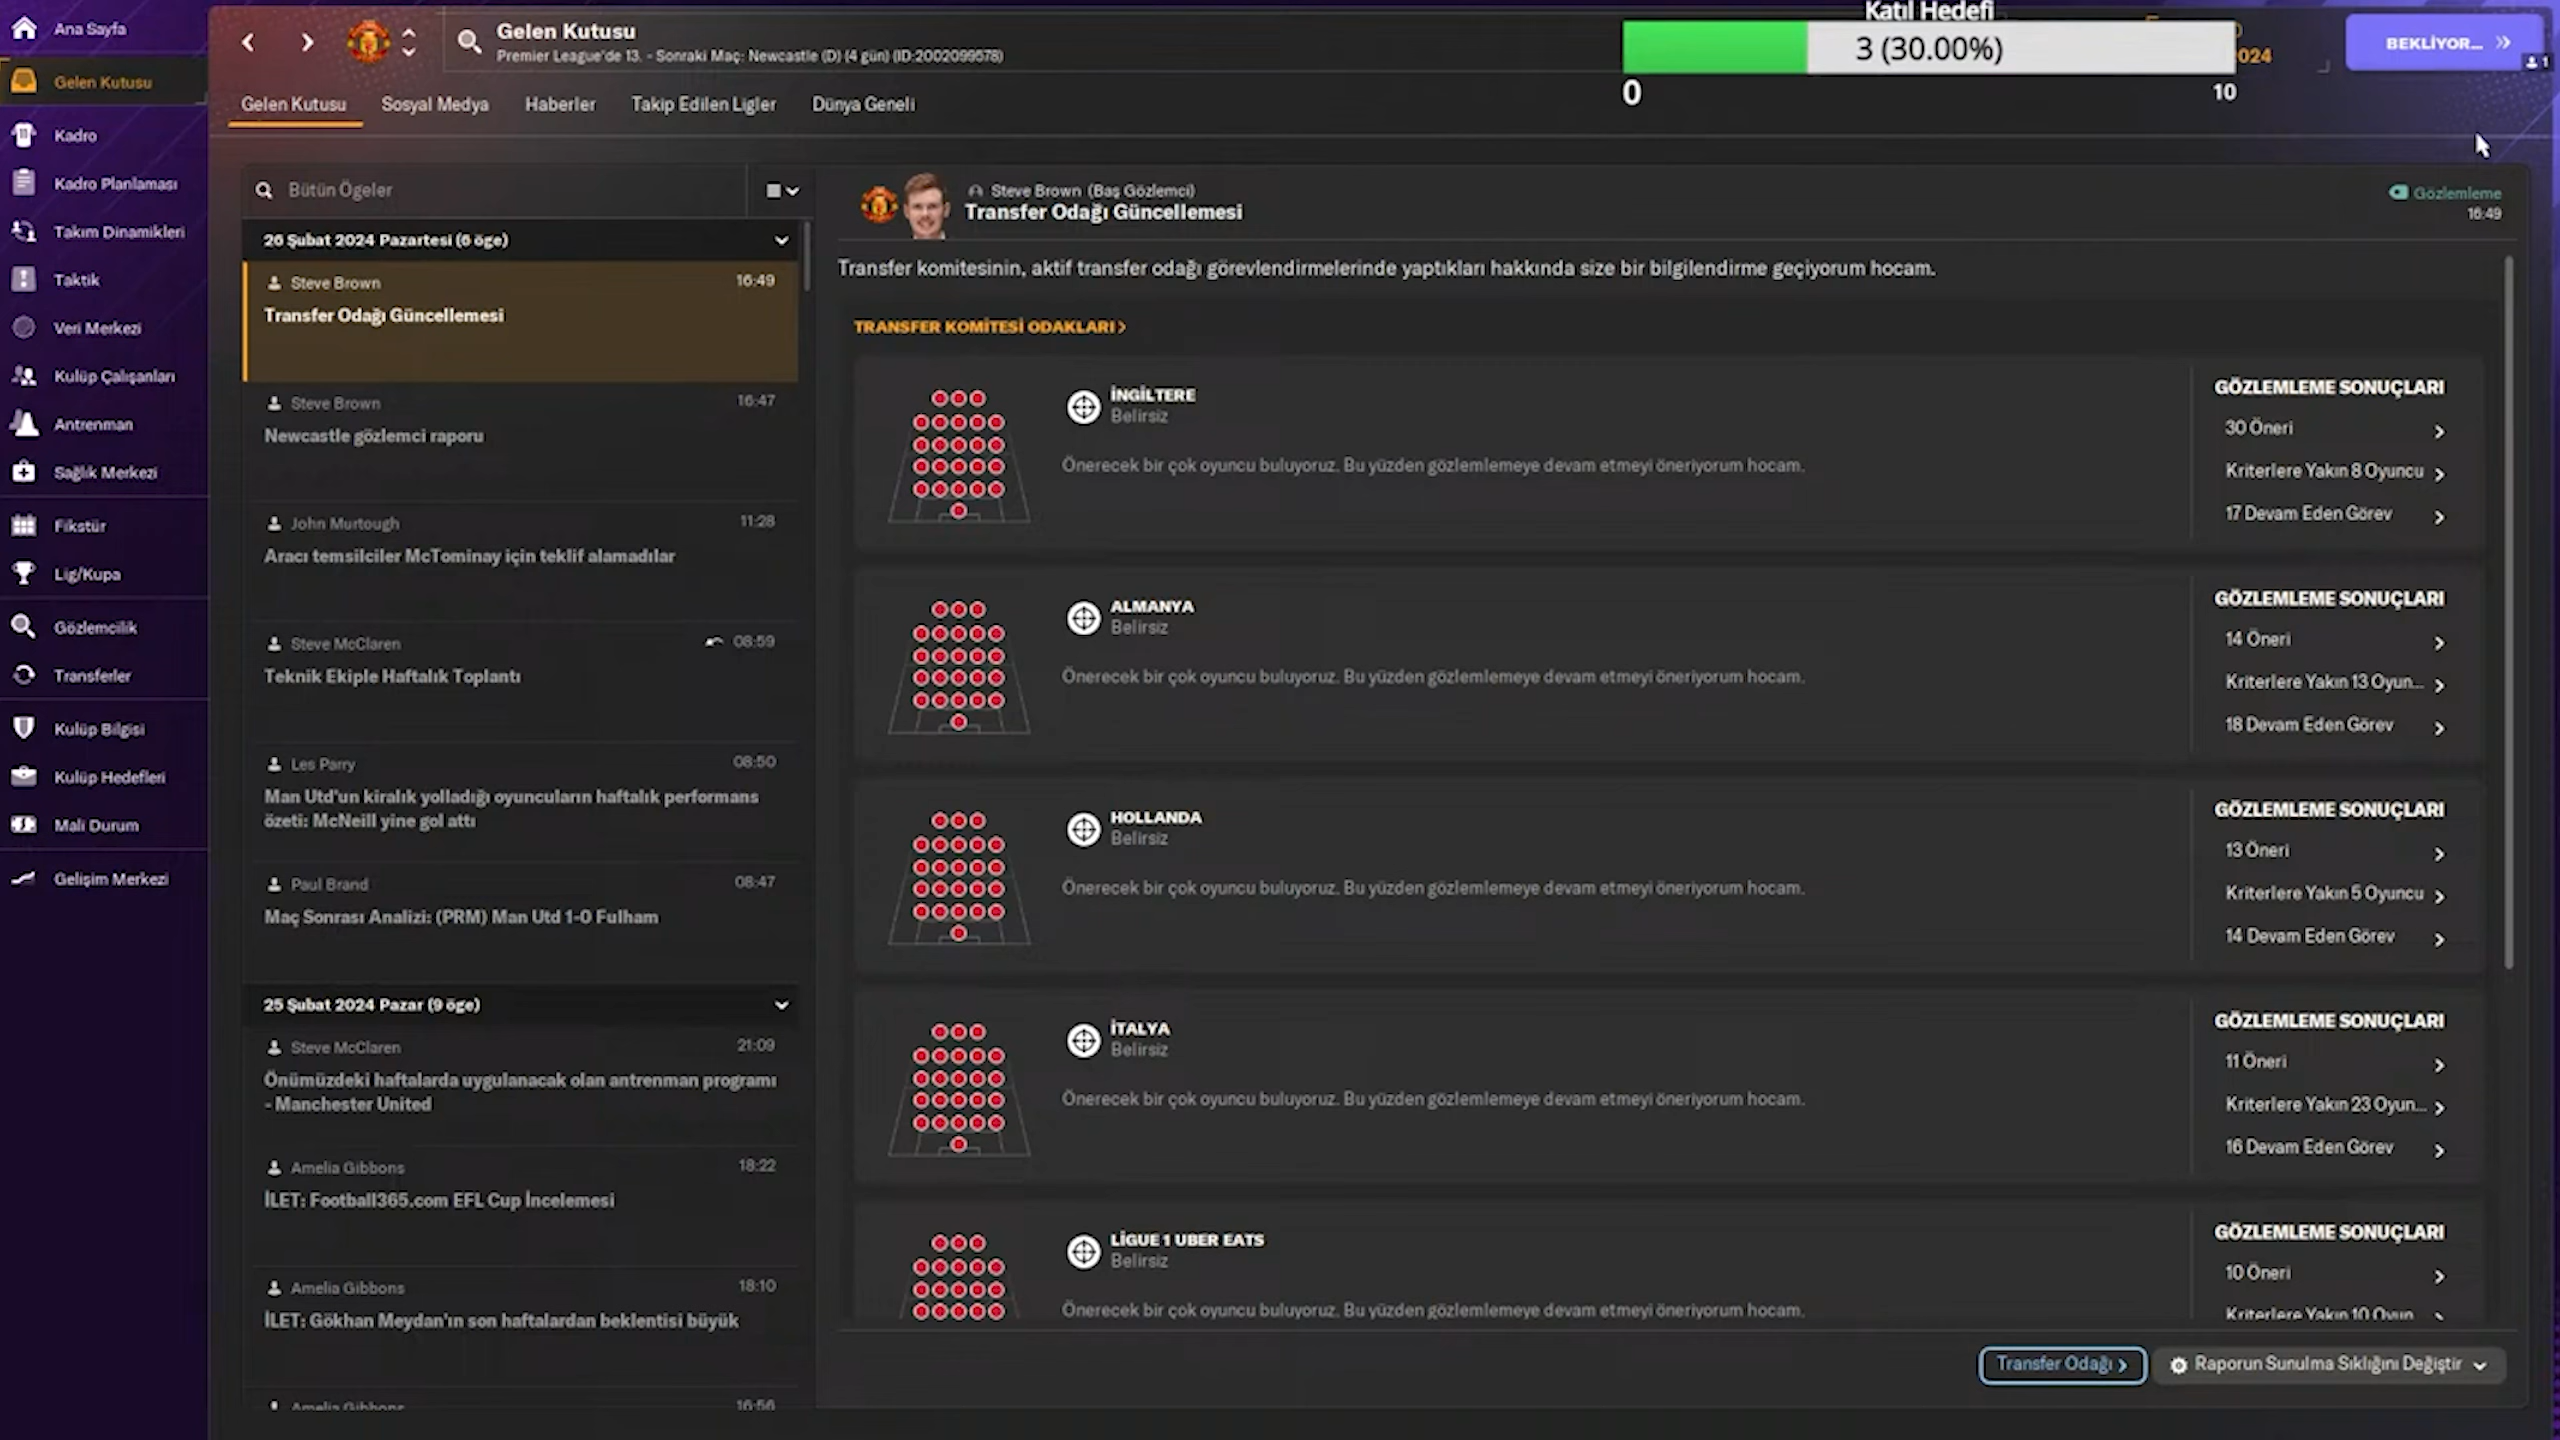 Ana Sayfa
Gelen Kutusu
Kadro
Kadro Planlaması
Takım Dinamikleri
Taktik
Veri Merkezi
Kulüp Çalışanları
Antrenman
Sağlık Merkezi
Fikstür
Lig/Kupa
Gözlemcilik
Transferler
Kulüp Bilgisi
Kulüp Hedefleri
Mali Durum
Gelişim Merkezi
Gelen Kutusu
Premier League'de 13. - Sonraki Maç: Newcastle (D) (4 gün) (ID:2002099578)
Katıl Hedefi
3 (30.00%)
0
10
024
BEKLİYOR...
1
Gelen Kutusu
Sosyal Medya
Haberler
Takip Edilen Ligler
Dünya Geneli
Bütün Ögeler
26 Şubat 2024 Pazartesi (6 öge)
Steve Brown
16:49
Transfer Odağı Güncellemesi
Steve Brown
16:47
Newcastle gözlemci raporu
John Murtough
11:28
Aracı temsilciler McTominay için teklif alamadılar
Steve McClaren
08:59
Teknik Ekiple Haftalık Toplantı
Les Parry
08:50
Man Utd'un kiralık yolladığı oyuncuların haftalık performans
özeti: McNeill yine gol attı
Paul Brand
08:47
Maç Sonrası Analizi: (PRM) Man Utd 1-0 Fulham
25 Şubat 2024 Pazar (9 öge)
Steve McClaren
21:09
Önümüzdeki haftalarda uygulanacak olan antrenman programı
- Manchester United
Amelia Gibbons
18:22
İLET: Football365.com EFL Cup İncelemesi
Amelia Gibbons
18:10
İLET: Gökhan Meydan'ın son haftalardan beklentisi büyük
Amelia Gibbons
16:56
Steve Brown (Baş Gözlemci)
Transfer Odağı Güncellemesi
Gözlemleme
16:49
Transfer komitesinin, aktif transfer odağı görevlendirmelerinde yaptıkları hakkında size bir bilgilendirme geçiyorum hocam.
TRANSFER KOMİTESİ ODAKLARI
İNGİLTERE
Belirsiz
Önerecek bir çok oyuncu buluyoruz. Bu yüzden gözlemlemeye devam etmeyi öneriyorum hocam.
GÖZLEMLEME SONUÇLARI
30 Öneri
Kriterlere Yakın 8 Oyuncu
17 Devam Eden Görev
ALMANYA
Belirsiz
Önerecek bir çok oyuncu buluyoruz. Bu yüzden gözlemlemeye devam etmeyi öneriyorum hocam.
GÖZLEMLEME SONUÇLARI
14 Öneri
Kriterlere Yakın 13 Oyun...
18 Devam Eden Görev
HOLLANDA
Belirsiz
Önerecek bir çok oyuncu buluyoruz. Bu yüzden gözlemlemeye devam etmeyi öneriyorum hocam.
GÖZLEMLEME SONUÇLARI
13 Öneri
Kriterlere Yakın 5 Oyuncu
14 Devam Eden Görev
İTALYA
Belirsiz
Önerecek bir çok oyuncu buluyoruz. Bu yüzden gözlemlemeye devam etmeyi öneriyorum hocam.
GÖZLEMLEME SONUÇLARI
11 Öneri
Kriterlere Yakın 23 Oyun...
16 Devam Eden Görev
LİGUE 1 UBER EATS
Belirsiz
Önerecek bir çok oyuncu buluyoruz. Bu yüzden gözlemlemeye devam etmeyi öneriyorum hocam.
GÖZLEMLEME SONUÇLARI
10 Öneri
Kriterlere Yakın 10 Oyun...
Transfer Odağı
Raporun Sunulma Sıklığını Değiştir